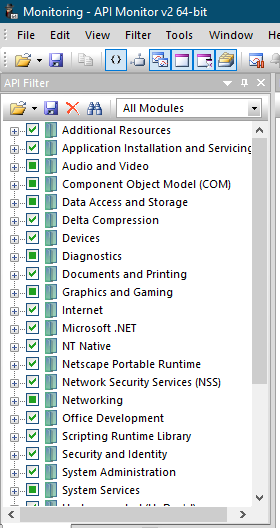 Monitoring - API Monitor v2 64-bit
File Edit View Filter Tools Window
API Filter
All Modules
Additional Resources
Application Installation and Servicing
Audio and Video
Component Object Model (COM)
Data Access and Storage
Delta Compression
Devices
Diagnostics
Documents and Printing
Graphics and Gaming
Internet
Microsoft .NET
NT Native
Netscape Portable Runtime
Network Security Services (NSS)
Networking
Office Development
Scripting Runtime Library
Security and Identity
System Administration
System Services